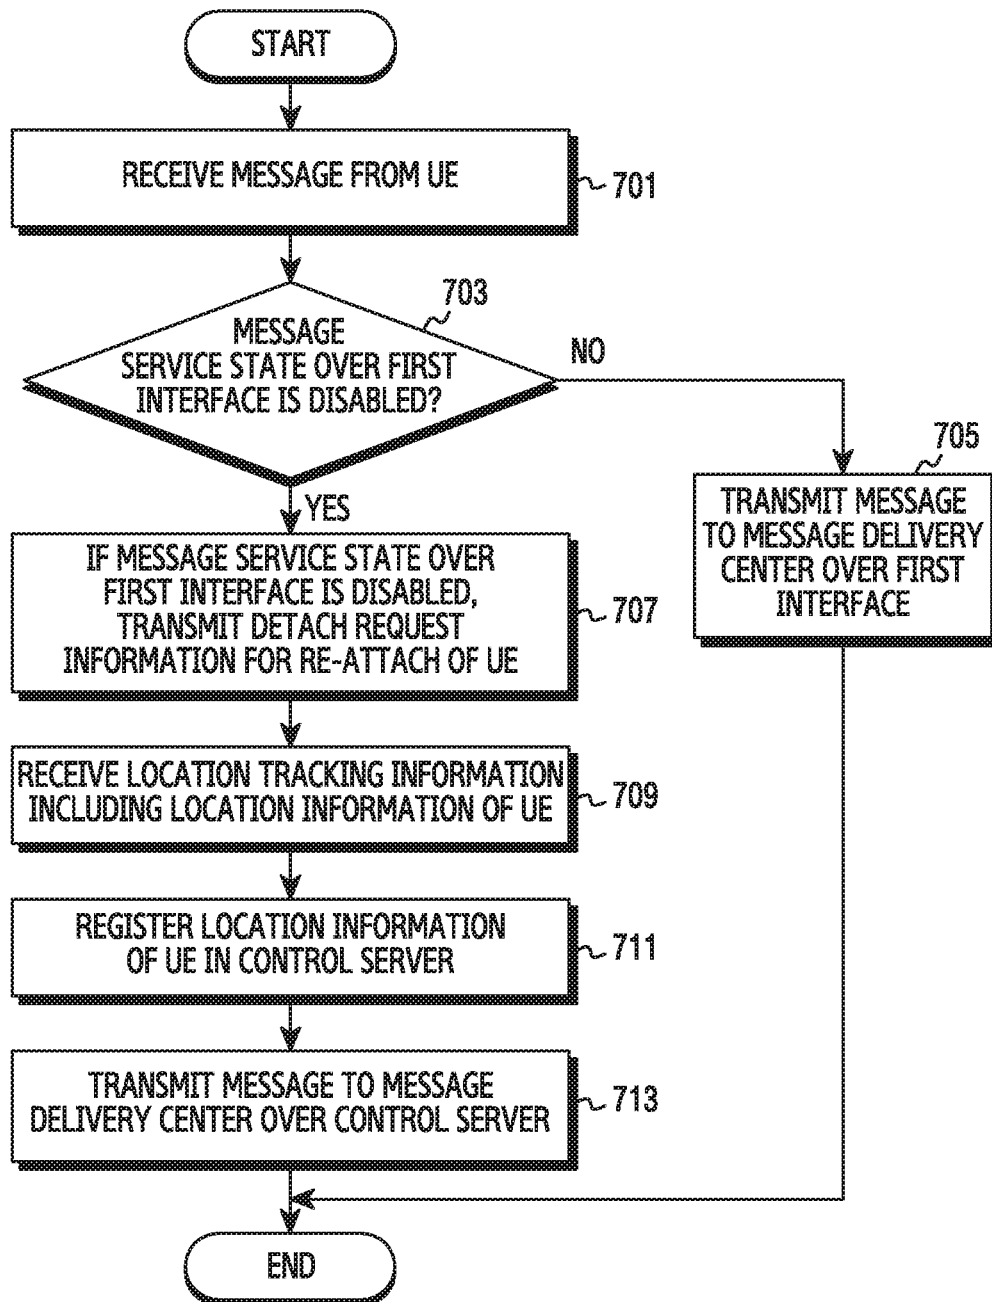 START
RECEIVE MESSAGE FROM UE
701
703
MESSAGE
SERVICE STATE OVER FIRST
INTERFACE IS DISABLED?
NO
YES
705
TRANSMIT MESSAGE
TO MESSAGE DELIVERY
CENTER OVER FIRST
INTERFACE
IF MESSAGE SERVICE STATE OVER
FIRST INTERFACE IS DISABLED,
TRANSMIT DETACH REQUEST
INFORMATION FOR RE-ATTACH OF UE
707
RECEIVE LOCATION TRACKING INFORMATION
INCLUDING LOCATION INFORMATION OF UE
709
REGISTER LOCATION INFORMATION
OF UE IN CONTROL SERVER
711
TRANSMIT MESSAGE TO MESSAGE
DELIVERY CENTER OVER CONTROL SERVER
713
END